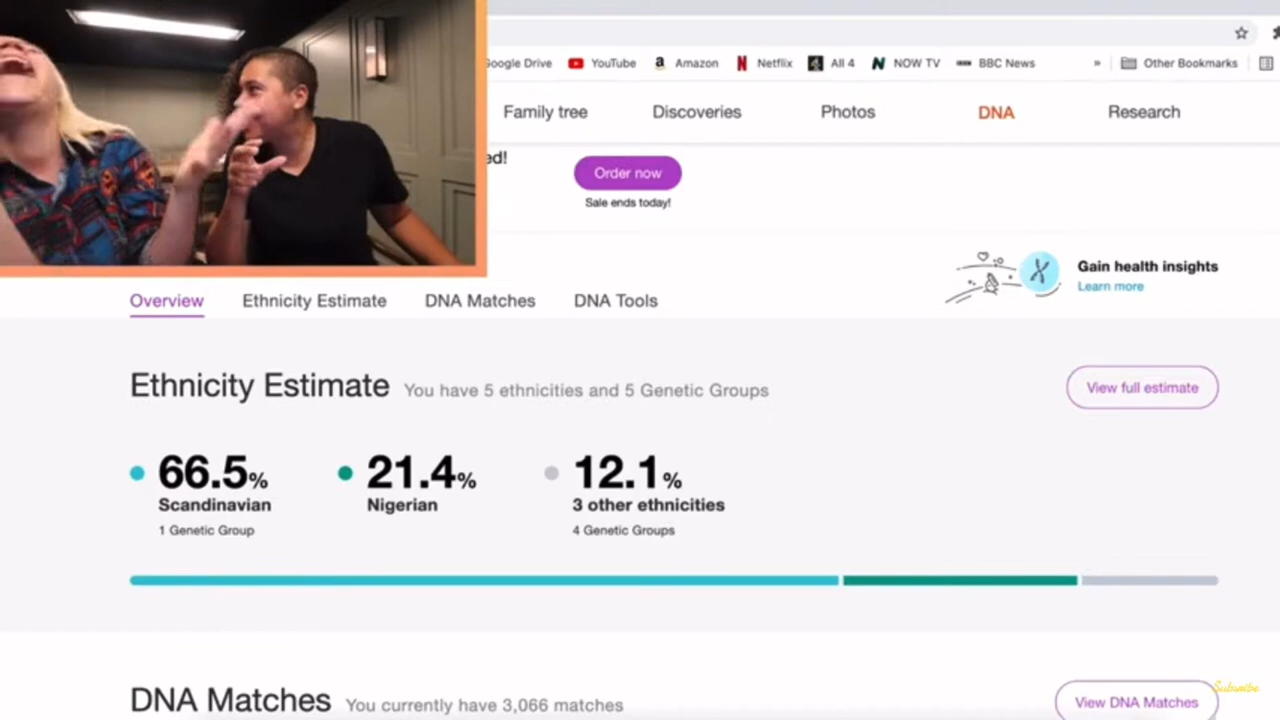 Google Drive YouTube Amazon Netflix All 4 NOW TV BBC News » Other Bookmarks
Family tree Discoveries Photos DNA Research
ed!
Order now
Sale ends today!
Gain health insights
Learn more
Overview Ethnicity Estimate DNA Matches DNA Tools
Ethnicity Estimate You have 5 ethnicities and 5 Genetic Groups View full estimate
66.5% 21.4% 12.1%
Scandinavian Nigerian 3 other ethnicities
1 Genetic Group 4 Genetic Groups
DNA Matches You currently have 3,066 matches View DNA Matches
Subscribe